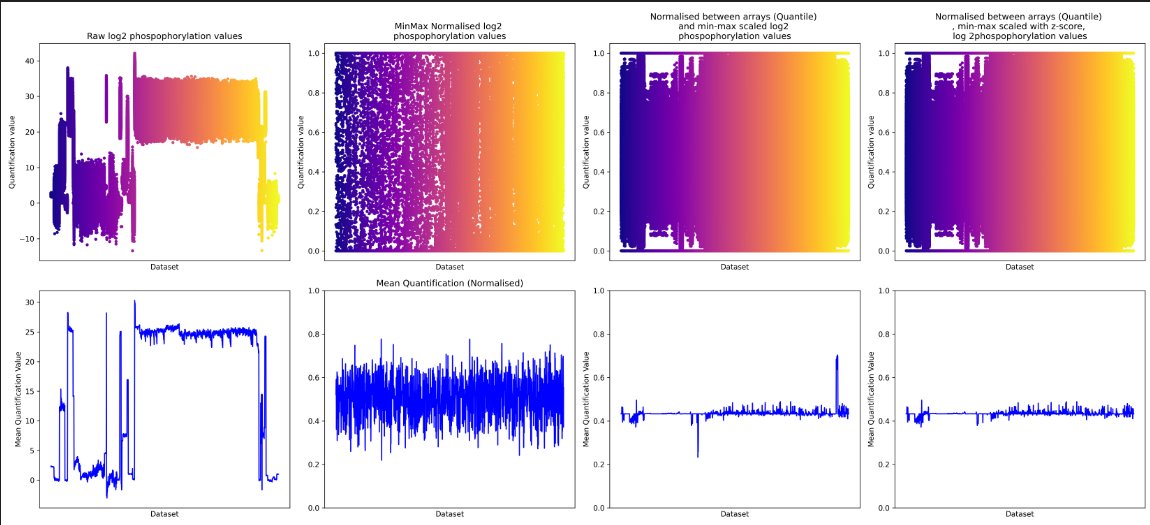 Raw log2 phospophorylation values
Quantification value
40
30
20
10
0
−10
Dataset
MinMax Normalised log2
phospophorylation values
Quantification value
1.0
0.8
0.6
0.4
0.2
0.0
Dataset
Normalised between arrays (Quantile)
and min-max scaled log2
phospophorylation values
Quantification value
1.0
0.8
0.6
0.4
0.2
0.0
Dataset
Normalised between arrays (Quantile)
, min-max scaled with z-score,
log 2phospophorylation values
Quantification value
1.0
0.8
0.6
0.4
0.2
0.0
Dataset
Mean Quantification Value
30
25
20
15
10
5
0
Dataset
Mean Quantification (Normalised)
Mean Quantification Value
1.0
0.8
0.6
0.4
0.2
0.0
Dataset
Mean Quantification Value
1.0
0.8
0.6
0.4
0.2
0.0
Dataset
Mean Quantification Value
1.0
0.8
0.6
0.4
0.2
0.0
Dataset